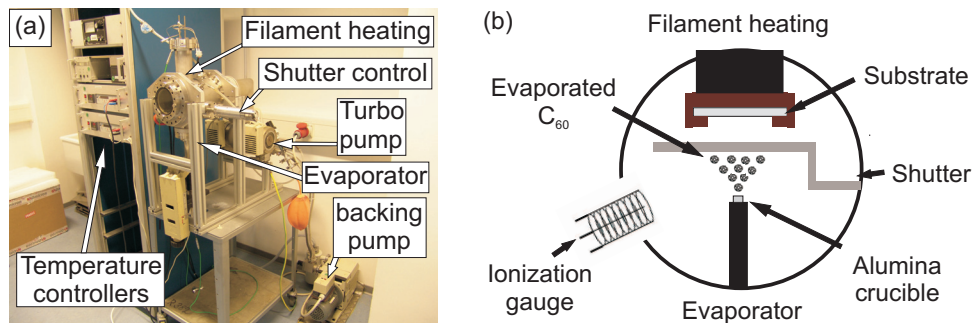 (a)
Filament heating
Shutter control
Turbo
pump
Evaporator
backing
pump
Temperature
controllers
(b)
Filament heating
Substrate
Evaporated
C₆₀
Shutter
Ionization
gauge
Alumina
crucible
Evaporator